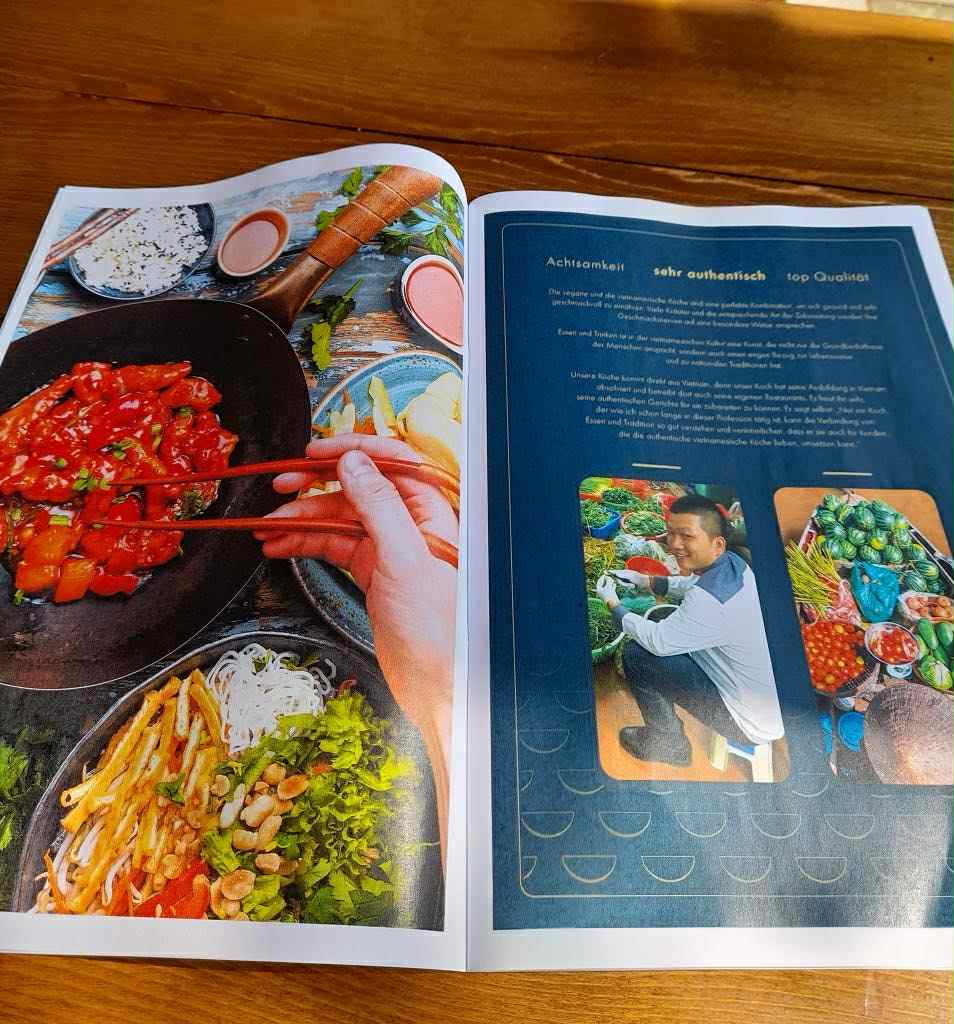 Achtsamkeit sehr authentisch top Qualität
Die vegane und die vietnamesische Küche sind eine perfekte Kombination, um sich gesund und sehr
geschmackvoll zu ernähren. Viele Kräuter und die entsprechende Art der Zubereitung werden Ihre
Geschmacksnerven auf eine besondere Weise ansprechen.
Essen und Trinken ist in der vietnamesischen Kultur eine Kunst, die nicht nur die Grundbedürfnisse
der Menschen anspricht, sondern auch einen engen Bezug zur Lebensweise
und zu nationalen Traditionen hat.
Unsere Küche kommt direkt aus Vietnam, denn unser Koch hat seine Ausbildung in Vietnam
absolviert und betreibt dort auch seine eigenen Restaurants. Es freut ihn sehr,
seine authentischen Gerichte für Sie zubereiten zu können. Er sagt selbst: „Nur ein Koch,
der wie ich schon lange in dieser Profession tätig ist, kann die Verbindung von
Essen und Tradition so gut verstehen und verinnerlichen, dass er sie auch für Kunden,
die die authentische vietnamesische Küche lieben, umsetzen kann."